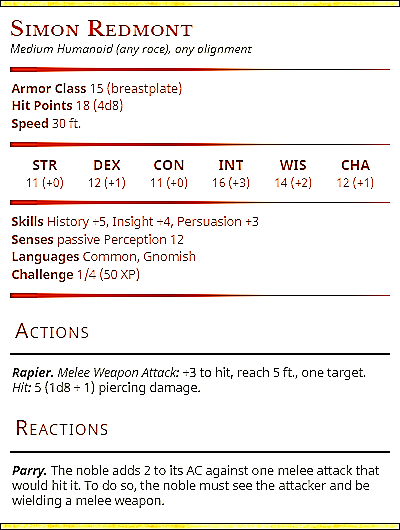 Simon Redmont
Medium Humanoid (any race), any alignment
Armor Class 15 (breastplate)
Hit Points 18 (4d8)
Speed 30 ft.
STR DEX CON INT WIS CHA
11 (+0) 12 (+1) 11 (+0) 16 (+3) 14 (+2) 12 (+1)
Skills History +5, Insight +4, Persuasion +3
Senses passive Perception 12
Languages Common, Gnomish
Challenge 1/4 (50 XP)
Actions
Rapier. Melee Weapon Attack: +3 to hit, reach 5 ft., one target.
Hit: 5 (1d8 + 1) piercing damage.
Reactions
Parry. The noble adds 2 to its AC against one melee attack that
would hit it. To do so, the noble must see the attacker and be
wielding a melee weapon.